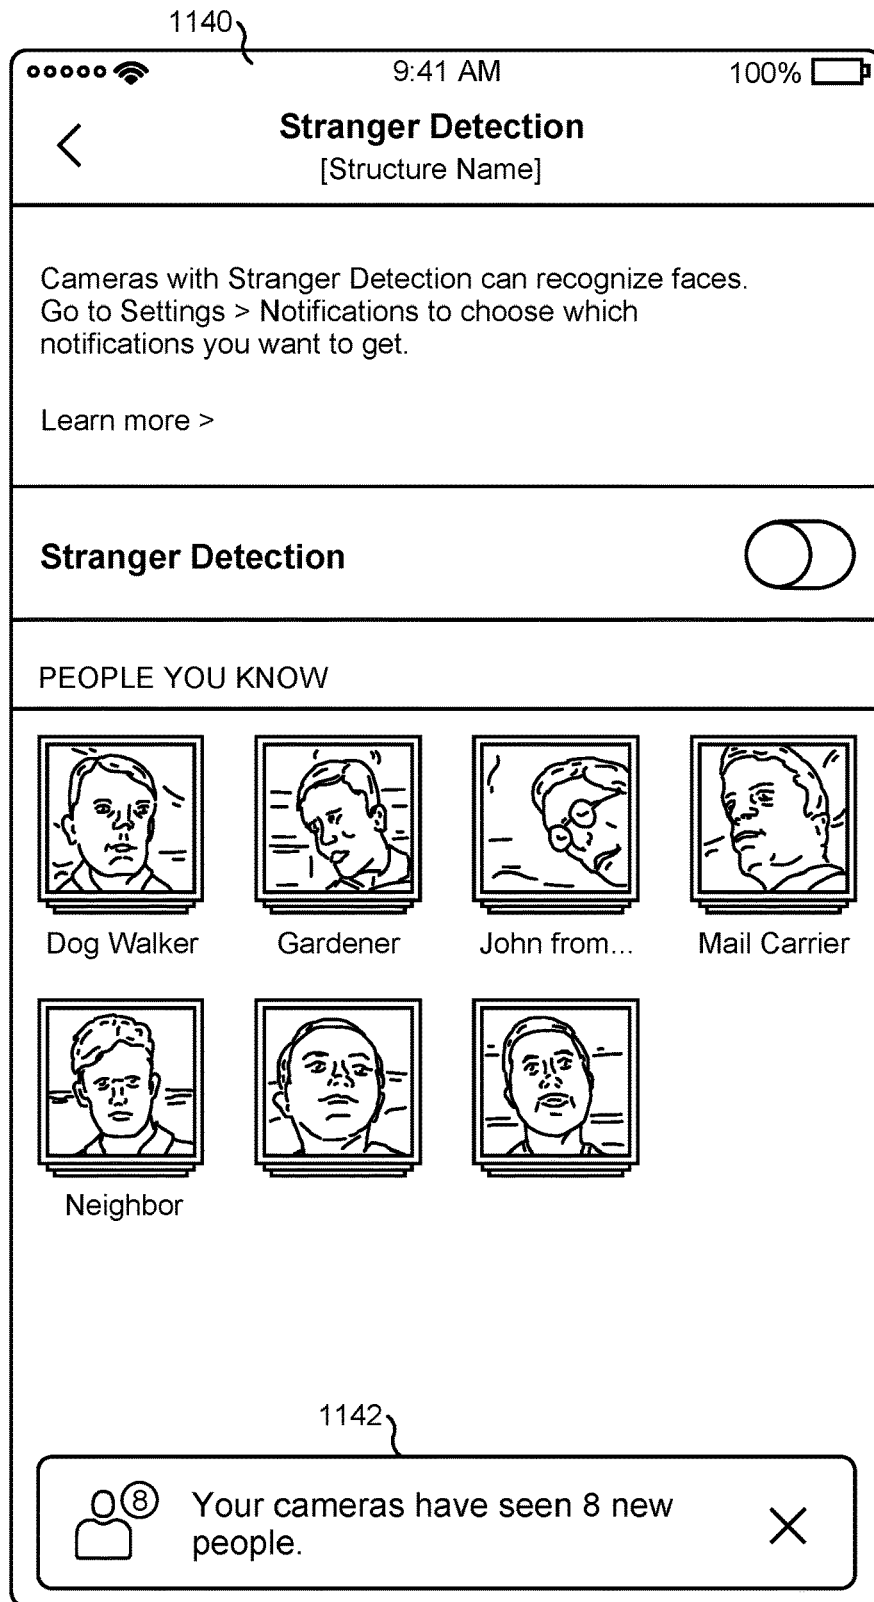 1140
9:41 AM 100%
Stranger Detection
[Structure Name]
Cameras with Stranger Detection can recognize faces.
Go to Settings > Notifications to choose which
notifications you want to get.
Learn more >
Stranger Detection
PEOPLE YOU KNOW
Dog Walker Gardener John from... Mail Carrier
Neighbor
1142
8
Your cameras have seen 8 new
people.